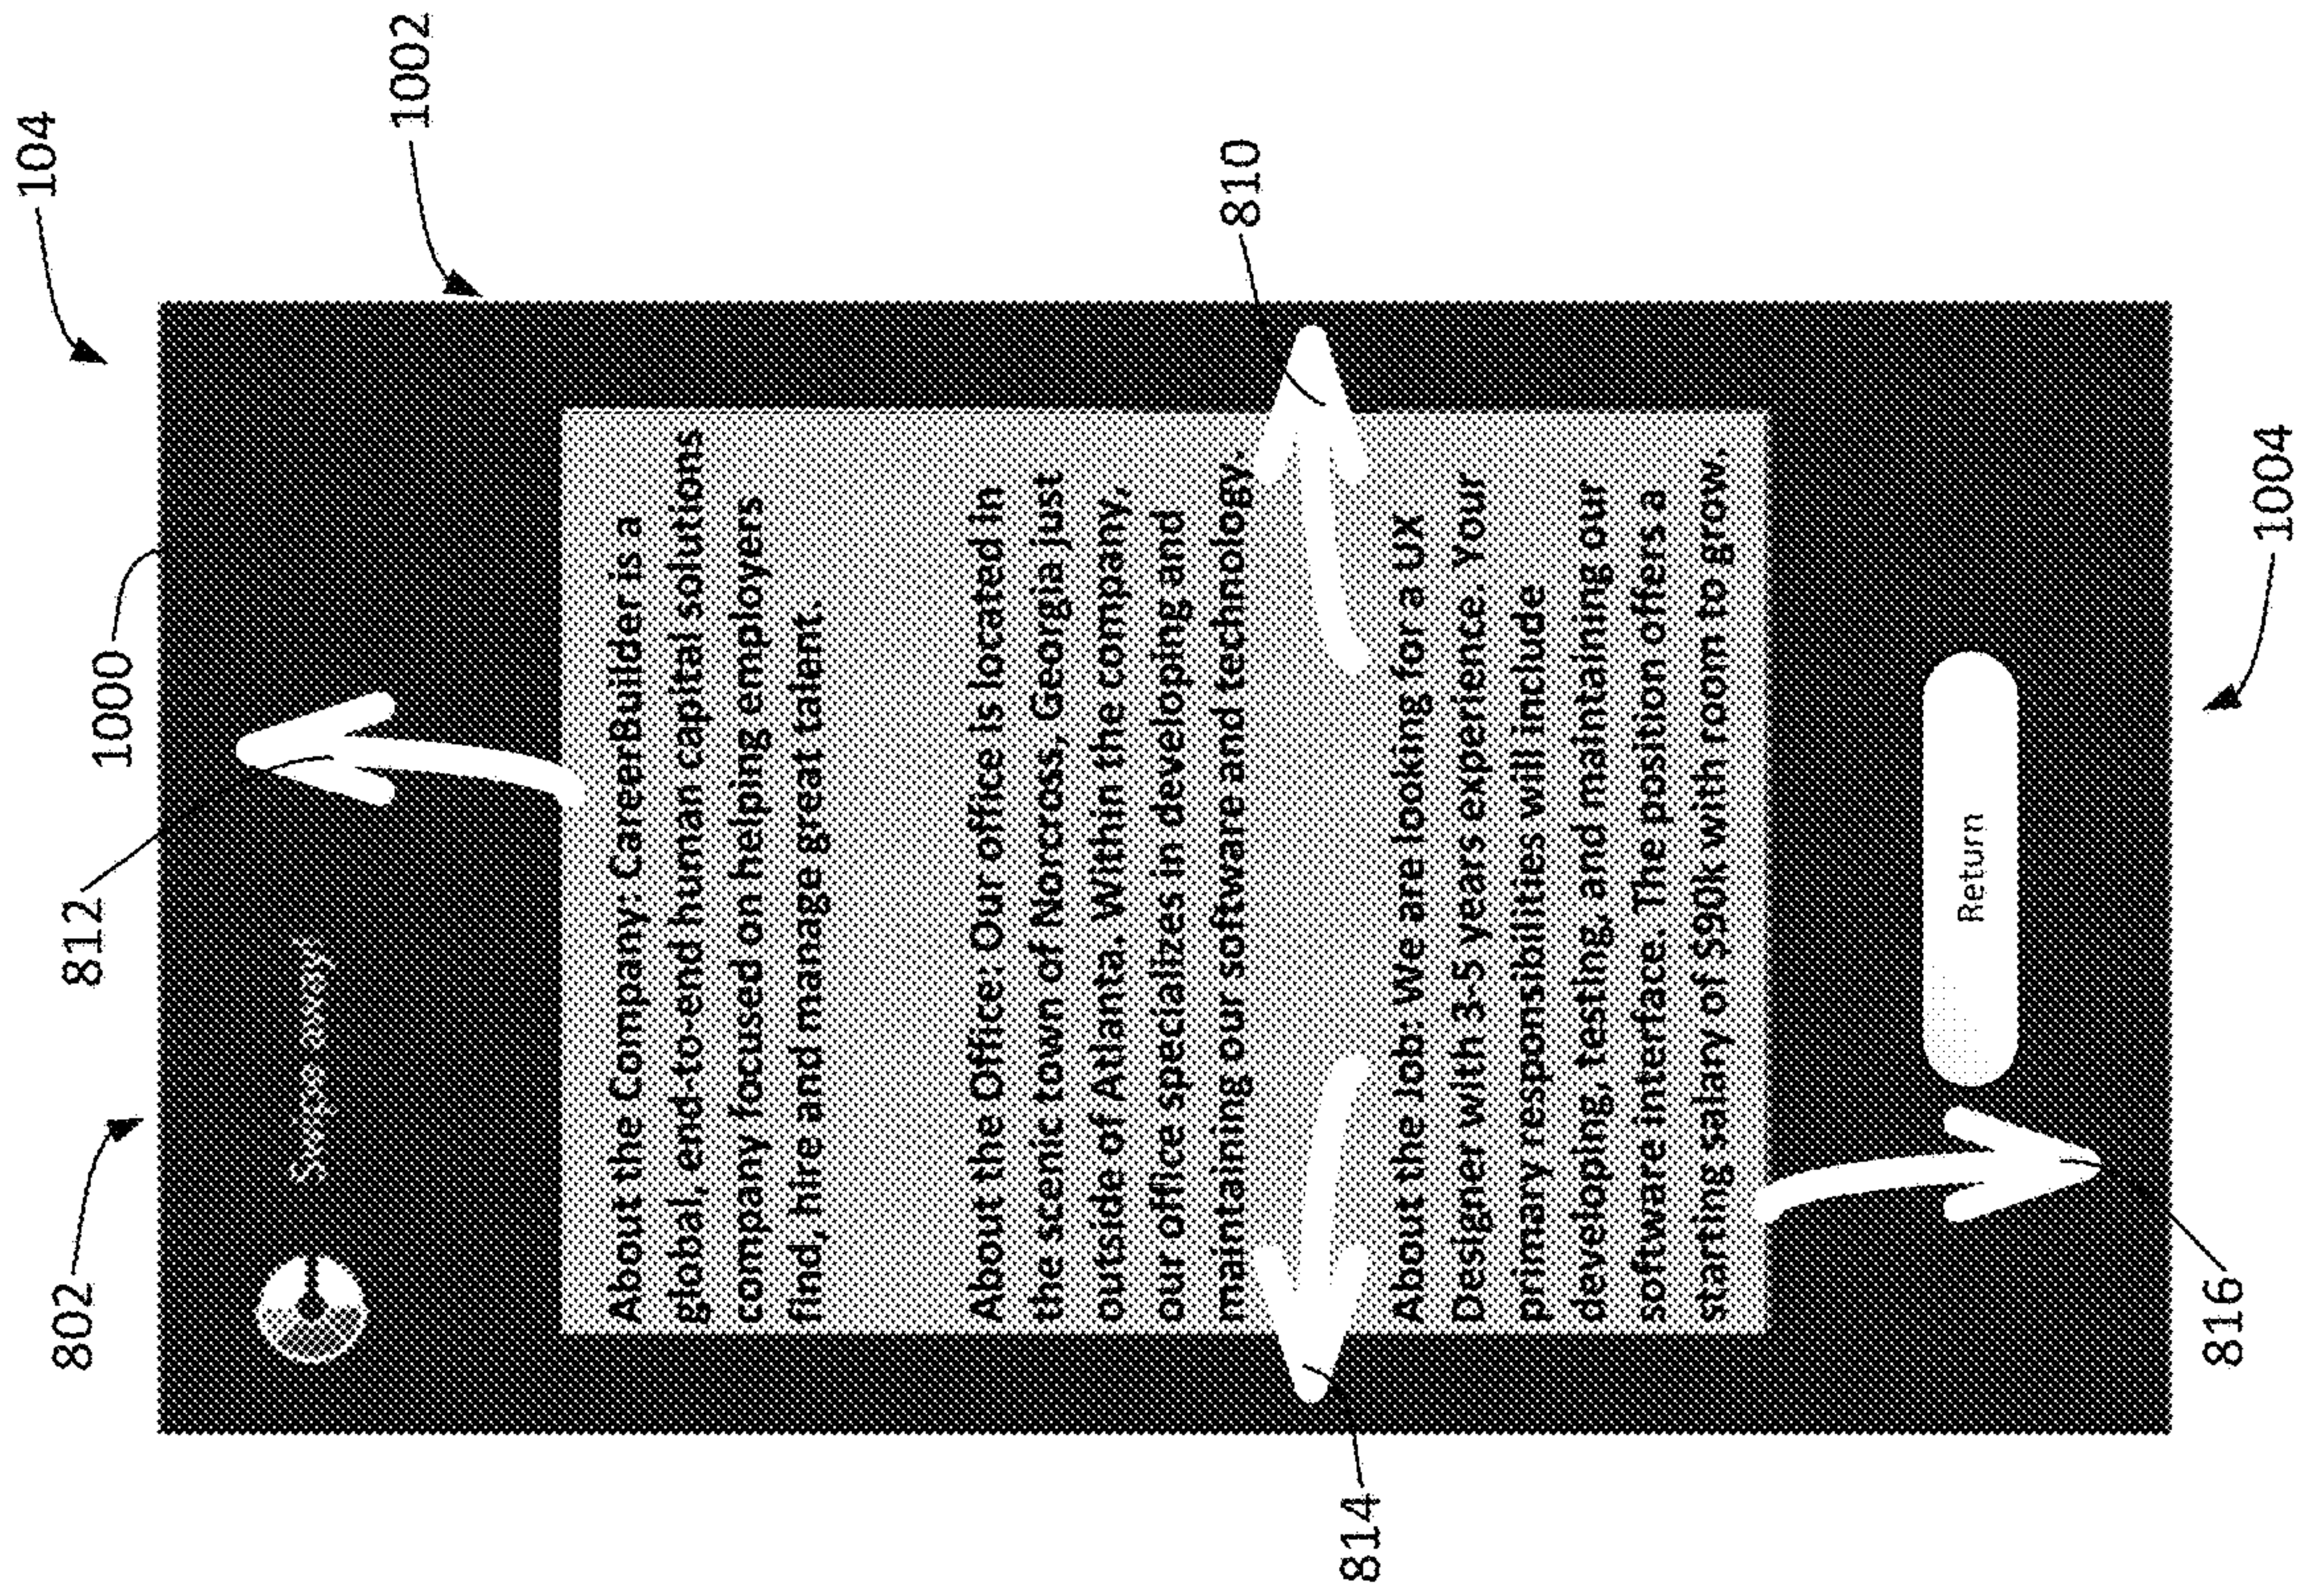 104
802
812
1000
Swipe away
1002
About the Company: CareerBuilder is a
global, end-to-end human capital solutions
company focused on helping employers
find, hire and manage great talent.
About the Office: Our office is located in
the scenic town of Norcross, Georgia just
outside of Atlanta. Within the company,
our office specializes in developing and
maintaining our software and technology.
810
814
About the Job: We are looking for a UX
Designer with 3-5 years experience. Your
primary responsibilities will include
developing, testing, and maintaining our
software interface. The position offers a
starting salary of $90k with room to grow.
Return
816
1004